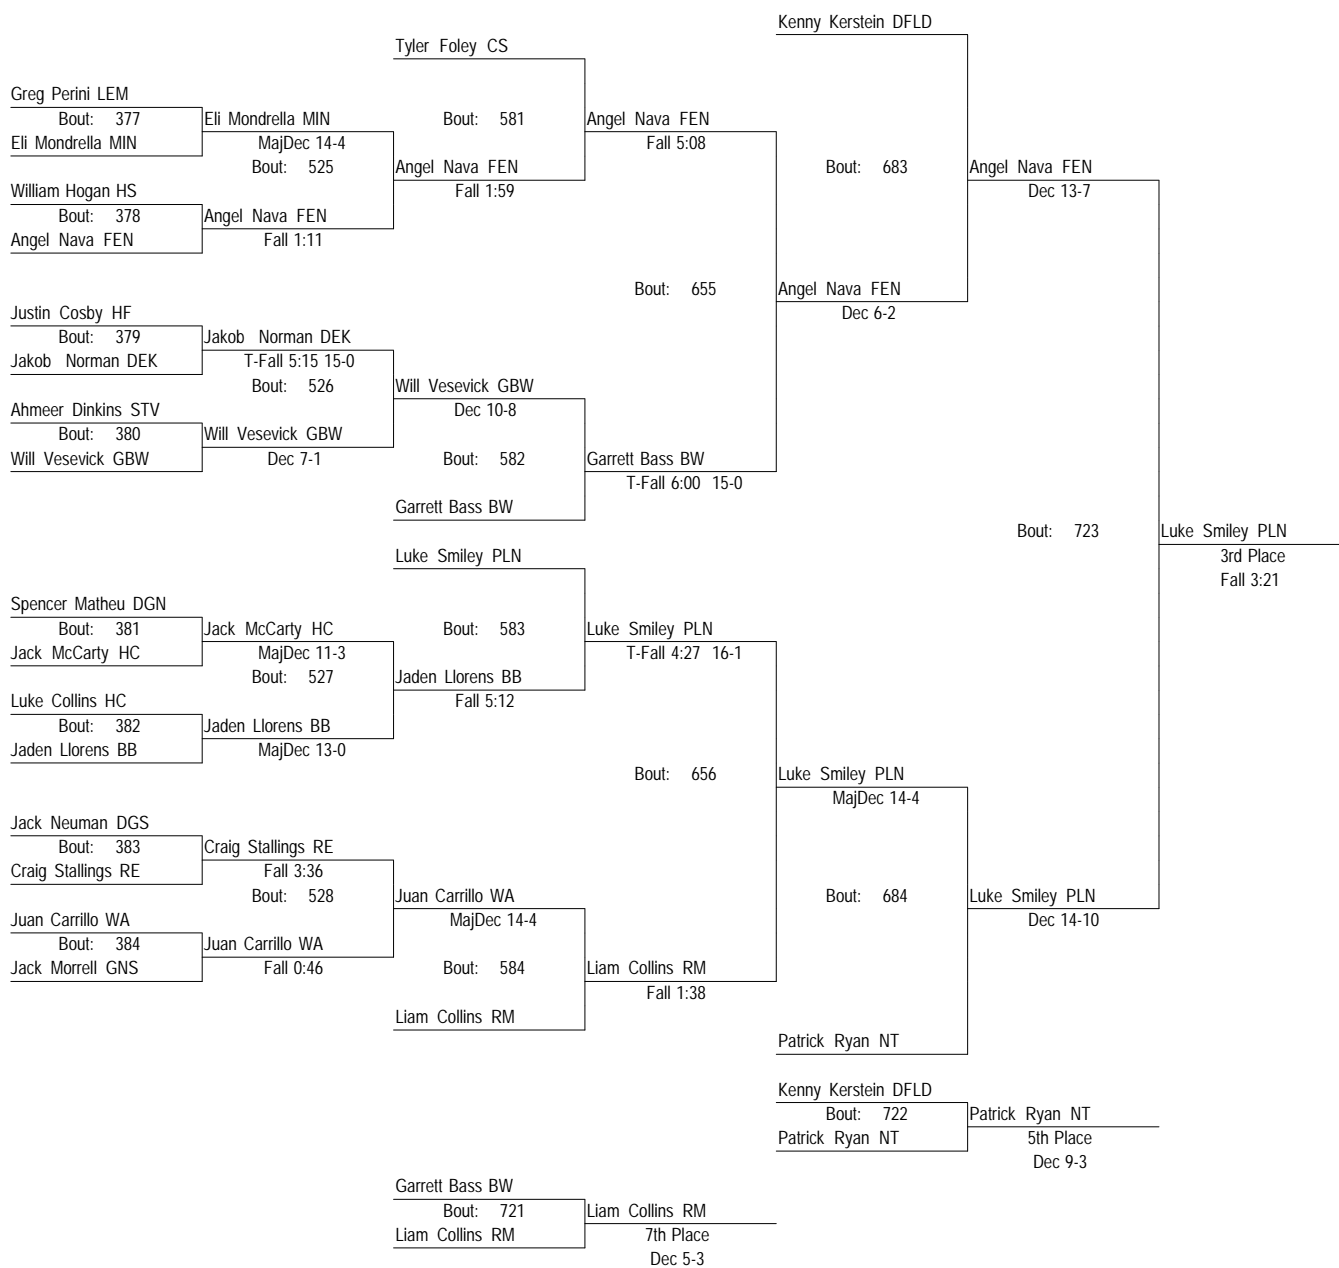 Kenny Kerstein DFLD
Tyler Foley CS
Greg Perini LEM
Bout: 377
Eli Mondrella MIN
Eli Mondrella MIN
MajDec 14-4
Bout: 525
Bout: 581
Angel Nava FEN
Fall 5:08
Angel Nava FEN
Fall 1:59
Bout: 683
Angel Nava FEN
Dec 13-7
William Hogan HS
Bout: 378
Angel Nava FEN
Angel Nava FEN
Fall 1:11
Bout: 655
Angel Nava FEN
Dec 6-2
Justin Cosby HF
Bout: 379
Jakob Norman DEK
Jakob Norman DEK
T-Fall 5:15 15-0
Bout: 526
Will Vesevick GBW
Dec 10-8
Ahmeer Dinkins STV
Bout: 380
Will Vesevick GBW
Will Vesevick GBW
Dec 7-1
Bout: 582
Garrett Bass BW
T-Fall 6:00 15-0
Garrett Bass BW
Bout: 723
Luke Smiley PLN
3rd Place
Fall 3:21
Luke Smiley PLN
Spencer Matheu DGN
Bout: 381
Jack McCarty HC
Jack McCarty HC
MajDec 11-3
Bout: 527
Bout: 583
Luke Smiley PLN
T-Fall 4:27 16-1
Jaden Llorens BB
Fall 5:12
Luke Collins HC
Bout: 382
Jaden Llorens BB
Jaden Llorens BB
MajDec 13-0
Bout: 656
Luke Smiley PLN
MajDec 14-4
Jack Neuman DGS
Bout: 383
Craig Stallings RE
Craig Stallings RE
Fall 3:36
Bout: 528
Juan Carrillo WA
MajDec 14-4
Bout: 684
Luke Smiley PLN
Dec 14-10
Juan Carrillo WA
Bout: 384
Jack Morrell GNS
Juan Carrillo WA
Fall 0:46
Bout: 584
Liam Collins RM
Fall 1:38
Liam Collins RM
Patrick Ryan NT
Kenny Kerstein DFLD
Bout: 722
Patrick Ryan NT
Patrick Ryan NT
5th Place
Dec 9-3
Garrett Bass BW
Bout: 721
Liam Collins RM
Liam Collins RM
7th Place
Dec 5-3